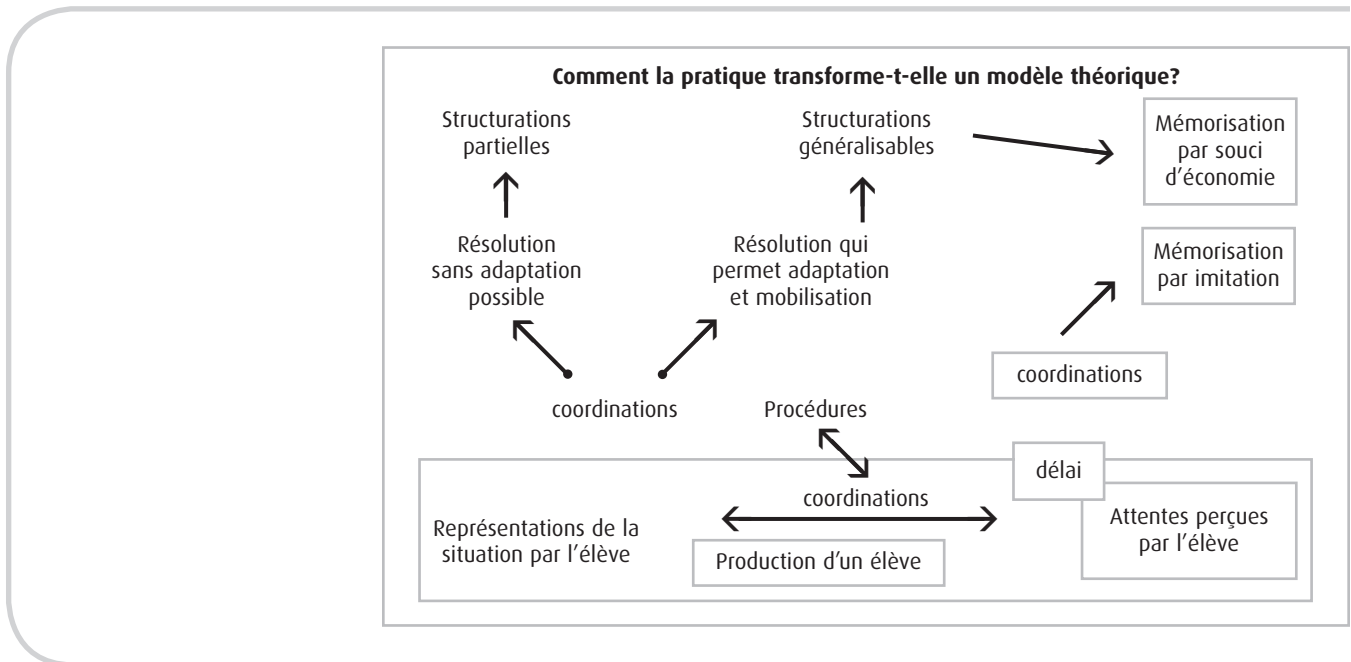 Comment la pratique transforme-t-elle un modèle théorique?
Structurations
partielles
Structurations
généralisables
Mémorisation
par souci
d'économie
Résolution
sans adaptation
possible
Résolution qui
permet adaptation
et mobilisation
Mémorisation
par imitation
coordinations
coordinations
Procédures
délai
coordinations
Représentations de la
situation par l'élève
Production d'un élève
Attentes perçues
par l'élève